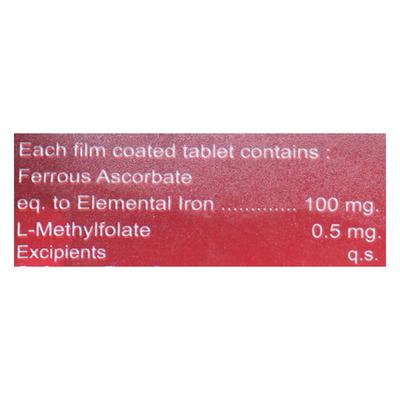 Each film coated tablet contains :
Ferrous Ascorbate
eq. to Elemental Iron ............. 100 mg.
L-Methylfolate 0.5 mg.
Excipients q.s.